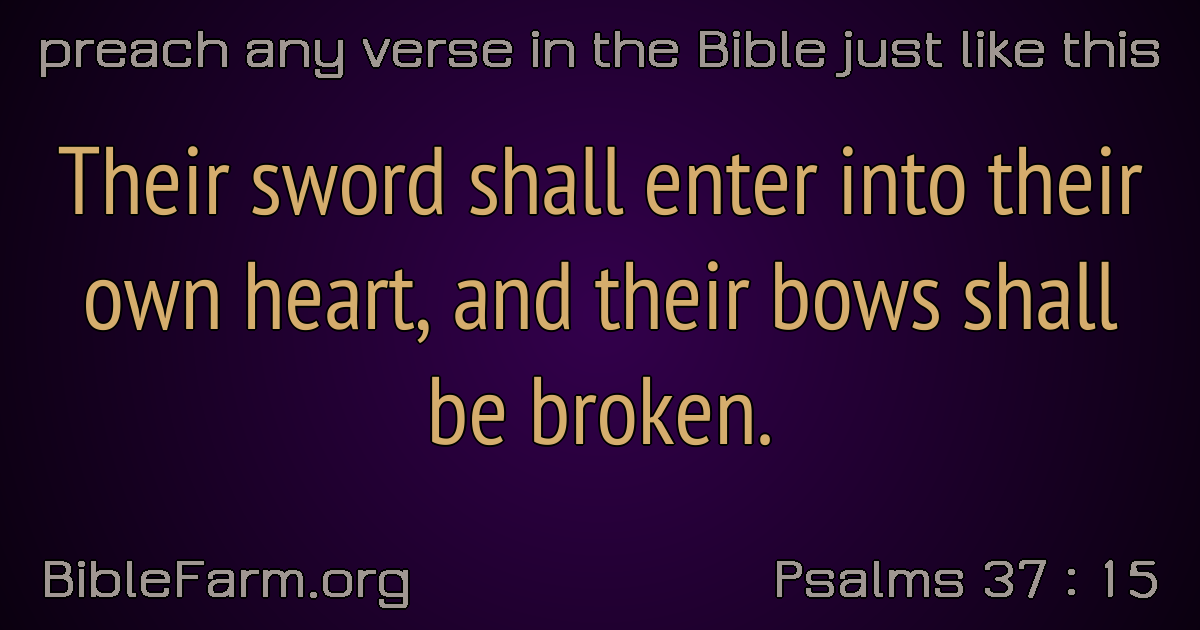 preach any verse in the Bible just like this
Their sword shall enter into their
own heart, and their bows shall
be broken.
BibleFarm.org
Psalms 37 : 15